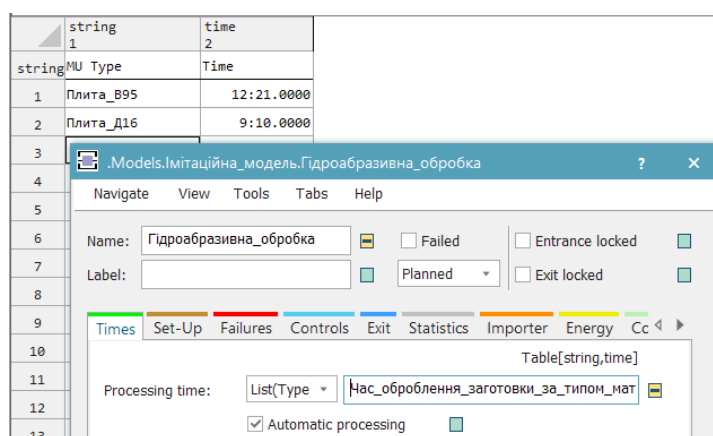 string time
1 2
string MU Type Time
1 Плита_В95 12:21.0000
2 Плита_Д16 9:10.0000
3
.Models.Імітаційна_модель.Гідроабразивна_обробка ? ×
4
Navigate View Tools Tabs Help
5
6
Name: Гідроабразивна_обробка Failed Entrance locked
7
Label: Planned Exit locked
8
9
Times Set-Up Failures Controls Exit Statistics Importer Energy Cc
10
Table[string,time]
11
Processing time: List(Type Час_оброблення_заготовки_за_типом_мат
12
Automatic processing
13